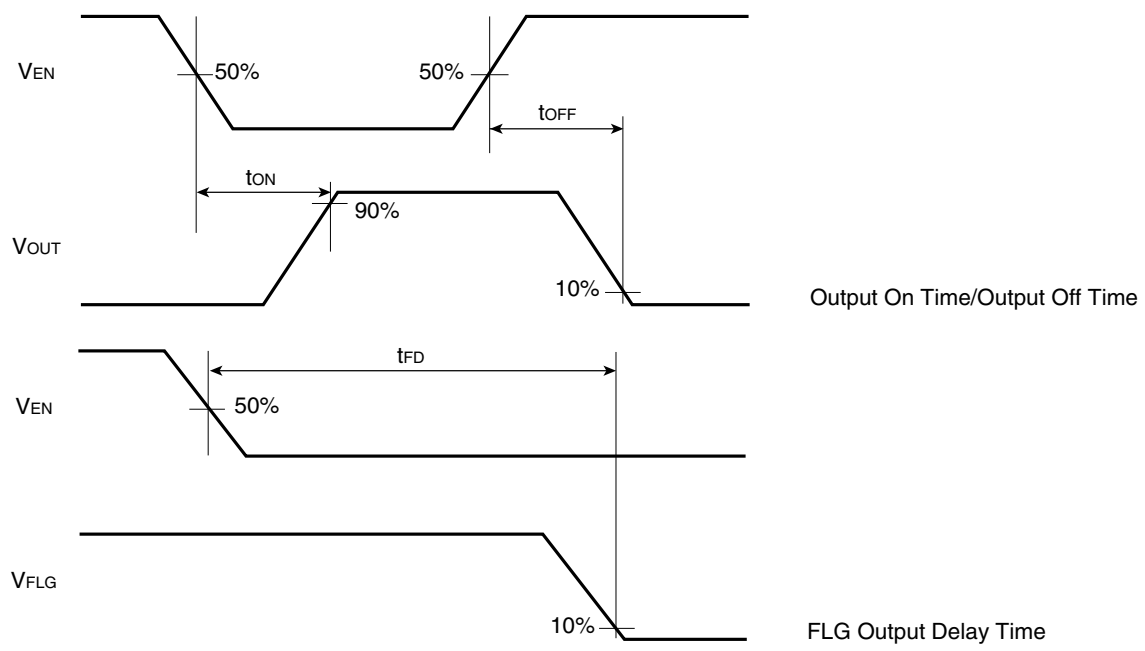 VEN
50%
50%
tOFF
tON
90%
VOUT
10%
Output On Time/Output Off Time
tFD
VEN
50%
VFLG
10%
FLG Output Delay Time